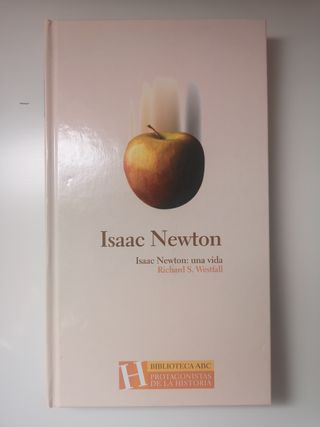 Isaac Newton
Isaac Newton: una vida
Richard S. Westfall
H
BIBLIOTECA ABC
PROTAGONISTAS
DE LA HISTORIA